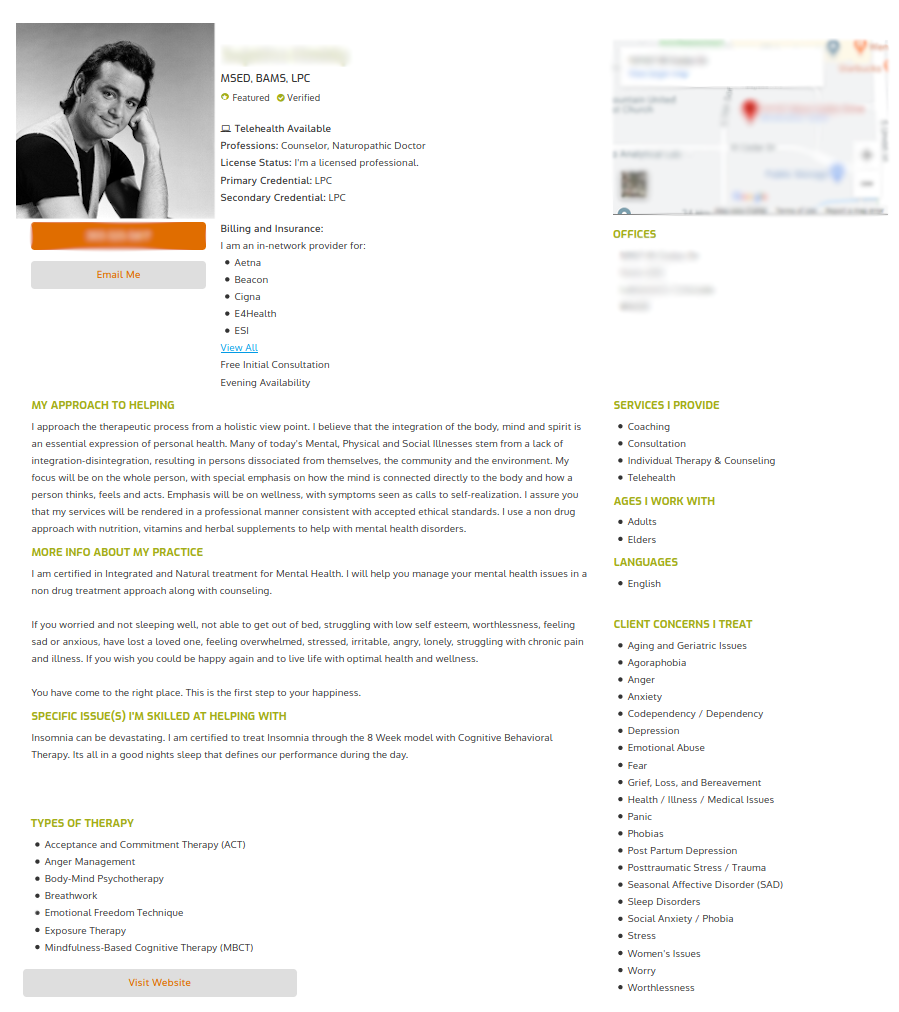 MSED, BAMS, LPC
Featured Verified
Telehealth Available
Professions: Counselor, Naturopathic Doctor
License Status: I'm a licensed professional.
Primary Credential: LPC
Secondary Credential: LPC
Billing and Insurance:
I am an in-network provider for:
Aetna
Beacon
Cigna
E4Health
ESI
View All
Free Initial Consultation
Evening Availability
Email Me
OFFICES
MY APPROACH TO HELPING
I approach the therapeutic process from a holistic view point. I believe that the integration of the body, mind and spirit is
an essential expression of personal health. Many of today's Mental, Physical and Social Illnesses stem from a lack of
integration-disintegration, resulting in persons dissociated from themselves, the community and the environment. My
focus will be on the whole person, with special emphasis on how the mind is connected directly to the body and how a
person thinks, feels and acts. Emphasis will be on wellness, with symptoms seen as calls to self-realization. I assure you
that my services will be rendered in a professional manner consistent with accepted ethical standards. I use a non drug
approach with nutrition, vitamins and herbal supplements to help with mental health disorders.
MORE INFO ABOUT MY PRACTICE
I am certified in Integrated and Natural treatment for Mental Health. I will help you manage your mental health issues in a
non drug treatment approach along with counseling.
If you worried and not sleeping well, not able to get out of bed, struggling with low self esteem, worthlessness, feeling
sad or anxious, have lost a loved one, feeling overwhelmed, stressed, irritable, angry, lonely, struggling with chronic pain
and illness. If you wish you could be happy again and to live life with optimal health and wellness.
You have come to the right place. This is the first step to your happiness.
SPECIFIC ISSUE(S) I'M SKILLED AT HELPING WITH
Insomnia can be devastating. I am certified to treat Insomnia through the 8 Week model with Cognitive Behavioral
Therapy. Its all in a good nights sleep that defines our performance during the day.
TYPES OF THERAPY
Acceptance and Commitment Therapy (ACT)
Anger Management
Body-Mind Psychotherapy
Breathwork
Emotional Freedom Technique
Exposure Therapy
Mindfulness-Based Cognitive Therapy (MBCT)
Visit Website
SERVICES I PROVIDE
Coaching
Consultation
Individual Therapy & Counseling
Telehealth
AGES I WORK WITH
Adults
Elders
LANGUAGES
English
CLIENT CONCERNS I TREAT
Aging and Geriatric Issues
Agoraphobia
Anger
Anxiety
Codependency / Dependency
Depression
Emotional Abuse
Fear
Grief, Loss, and Bereavement
Health / Illness / Medical Issues
Panic
Phobias
Post Partum Depression
Posttraumatic Stress / Trauma
Seasonal Affective Disorder (SAD)
Sleep Disorders
Social Anxiety / Phobia
Stress
Women's Issues
Worry
Worthlessness